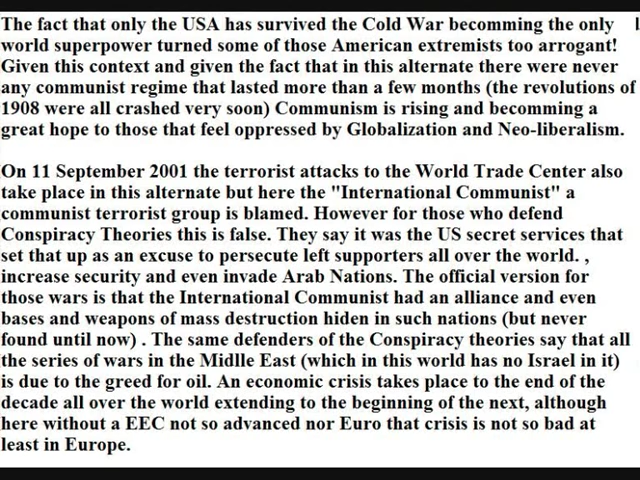 The fact that only the USA has survived the Cold War becomming the only
world superpower turned some of those American extremists too arrogant!
Given this context and given the fact that in this alternate there were never
any communist regime that lasted more than a few months (the revolutions of
1908 were all crashed very soon) Communism is rising and becomming a
great hope to those that feel oppressed by Globalization and Neo-liberalism.
On 11 September 2001 the terrorist attacks to the World Trade Center also
take place in this alternate but here the "International Communist" a
communist terrorist group is blamed. However for those who defend
Conspiracy Theories this is false. They say it was the US secret services that
set that up as an excuse to persecute left supporters all over the world. ,
increase security and even invade Arab Nations. The official version for
those wars is that the International Communist had an alliance and even
bases and weapons of mass destruction hiden in such nations (but never
found until now) . The same defenders of the Conspiracy theories say that all
the series of wars in the Midlle East (which in this world has no Israel in it)
is due to the greed for oil. An economic crisis takes place to the end of the
decade all over the world extending to the beginning of the next, although
here without a EEC not so advanced nor Euro that crisis is not so bad at
least in Europe.